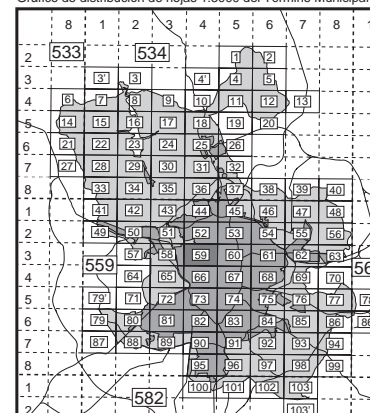 Gráfico de distribución de hojas 1:5000 del Término Municipal
8 1 2 3 4 5 6 7 8 1
533 534
2 1 2
3 3' 3 4' 4 5
4 6 7 8 9 10 11 12 13
5 14 15 16 17 18 19 20
6 21 22 23 24 25 26
7 27 28 29 30 31 32
8 33 34 35 36 37 38 39 40
1 41 42 43 44 45 46 47 48
2 49 50 51 52 53 54 55 56
3 57 58 59 60 61 62 63
559
4 64 65 66 67 68 69 70
5 79' 71 72 73 74 75 76 77
6 79 80 81 82 83 84 85 86
7 87 88 89 90 91 92 93 94
8 95 96 97 98 99
1 100 101 102 103
582 103'